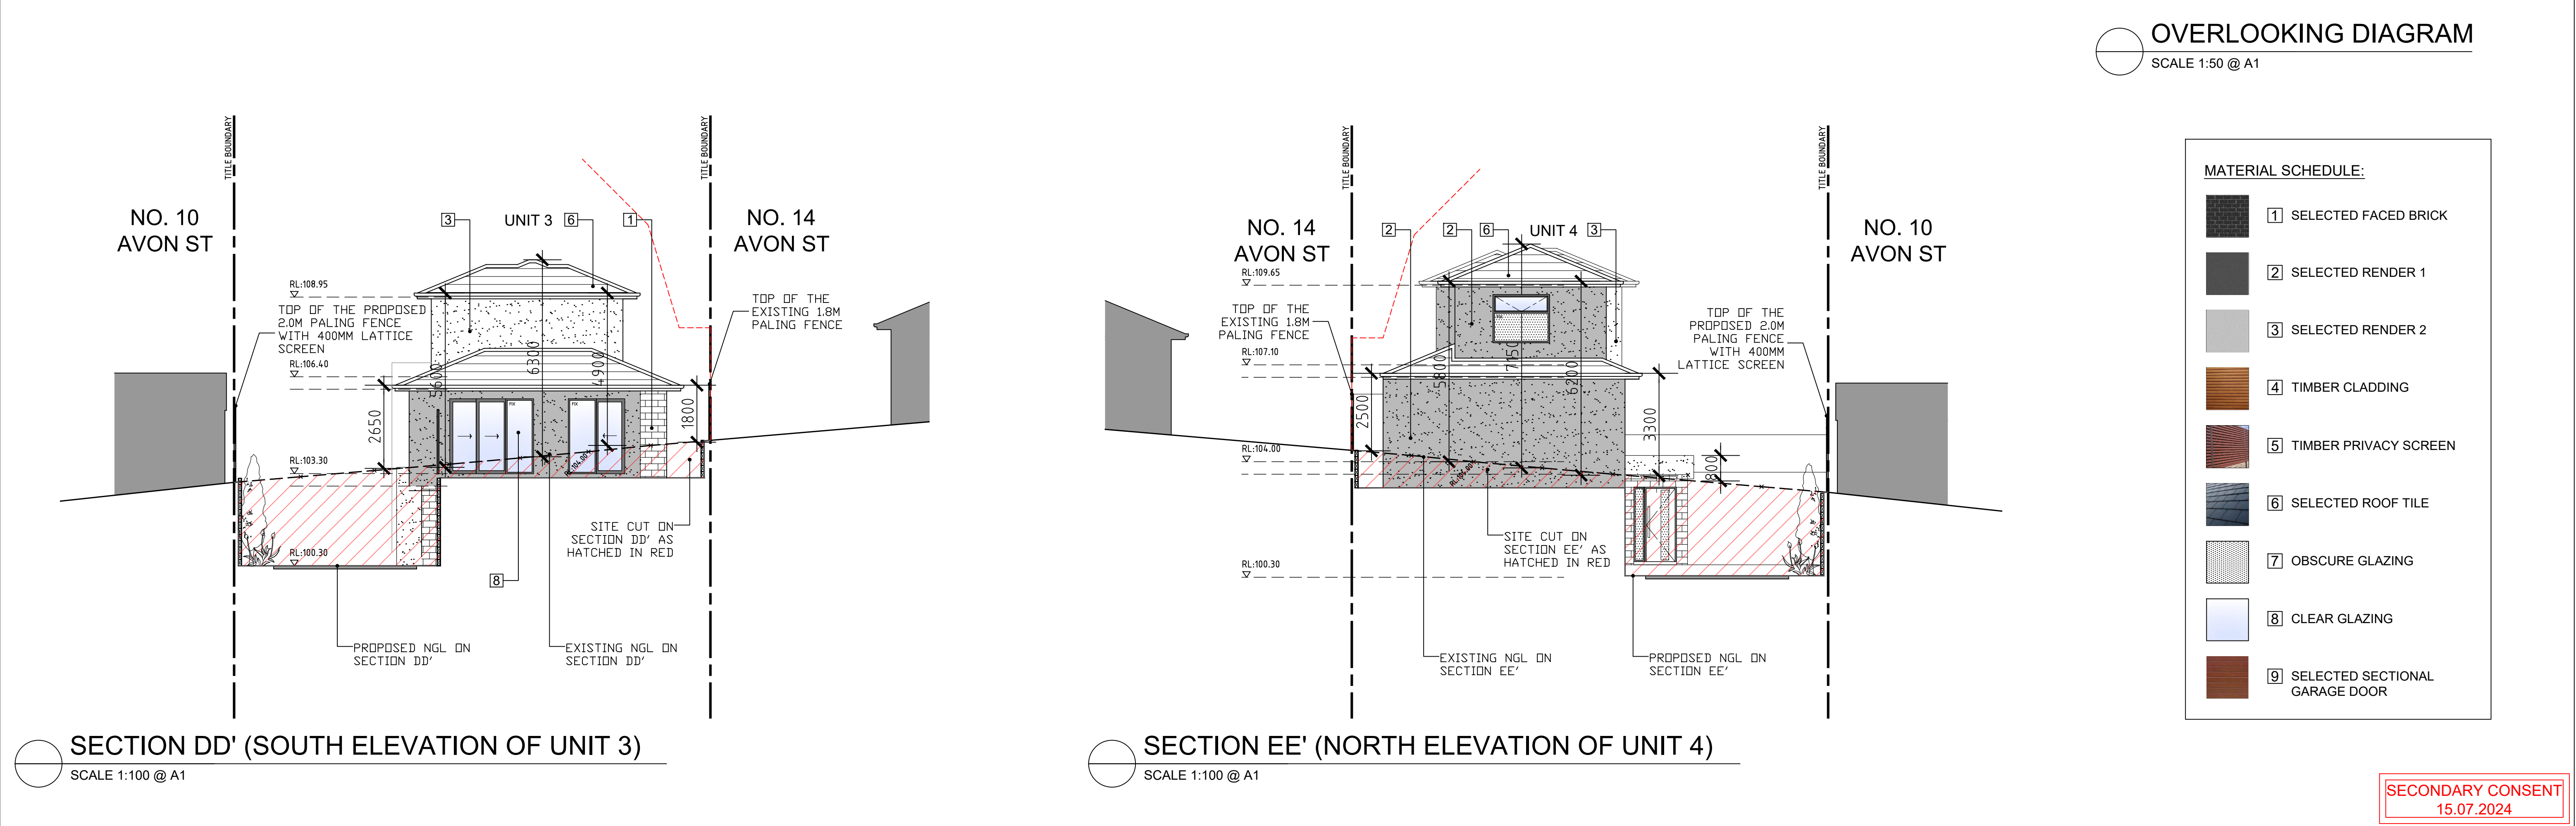 OVERLOOKING DIAGRAM
SCALE 1:50 @ A1
TITLE BOUNDARY
TITLE BOUNDARY
NO. 10
AVON ST
3
UNIT 3
6
1
NO. 14
AVON ST
RL:108.95
TOP OF THE PROPOSED
2.0M PALING FENCE
WITH 400MM LATTICE
SCREEN
RL:106.40
TOP OF THE
EXISTING 1.8M
PALING FENCE
5600
6300
4900
2650
1800
FIX
FIX
RL:103.30
RL:104.00
RL:100.30
SITE CUT ON
SECTION DD' AS
HATCHED IN RED
8
PROPOSED NGL ON
SECTION DD'
EXISTING NGL ON
SECTION DD'
SECTION DD' (SOUTH ELEVATION OF UNIT 3)
SCALE 1:100 @ A1
TITLE BOUNDARY
TITLE BOUNDARY
NO. 14
AVON ST
2
2
6
UNIT 4
3
NO. 10
AVON ST
RL:109.65
TOP OF THE
EXISTING 1.8M
PALING FENCE
RL:107.10
TOP OF THE
PROPOSED 2.0M
PALING FENCE
WITH 400MM
LATTICE SCREEN
FIX
5800
7150
6200
2500
3300
800
RL:104.00
RL:100.30
SITE CUT ON
SECTION EE' AS
HATCHED IN RED
EXISTING NGL ON
SECTION EE'
PROPOSED NGL ON
SECTION EE'
SECTION EE' (NORTH ELEVATION OF UNIT 4)
SCALE 1:100 @ A1
MATERIAL SCHEDULE:
1 SELECTED FACED BRICK
2 SELECTED RENDER 1
3 SELECTED RENDER 2
4 TIMBER CLADDING
5 TIMBER PRIVACY SCREEN
6 SELECTED ROOF TILE
7 OBSCURE GLAZING
8 CLEAR GLAZING
9 SELECTED SECTIONAL
GARAGE DOOR
SECONDARY CONSENT
15.07.2024